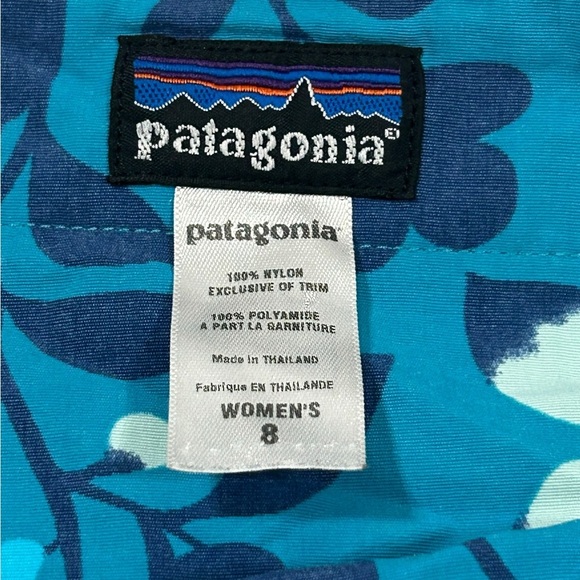 patagonia®
patagonia®
100% NYLON
EXCLUSIVE OF TRIM
100% POLYAMIDE
A PART LA GARNITURE
Made in THAILAND
Fabriqué EN THAÏLANDE
WOMEN'S
8